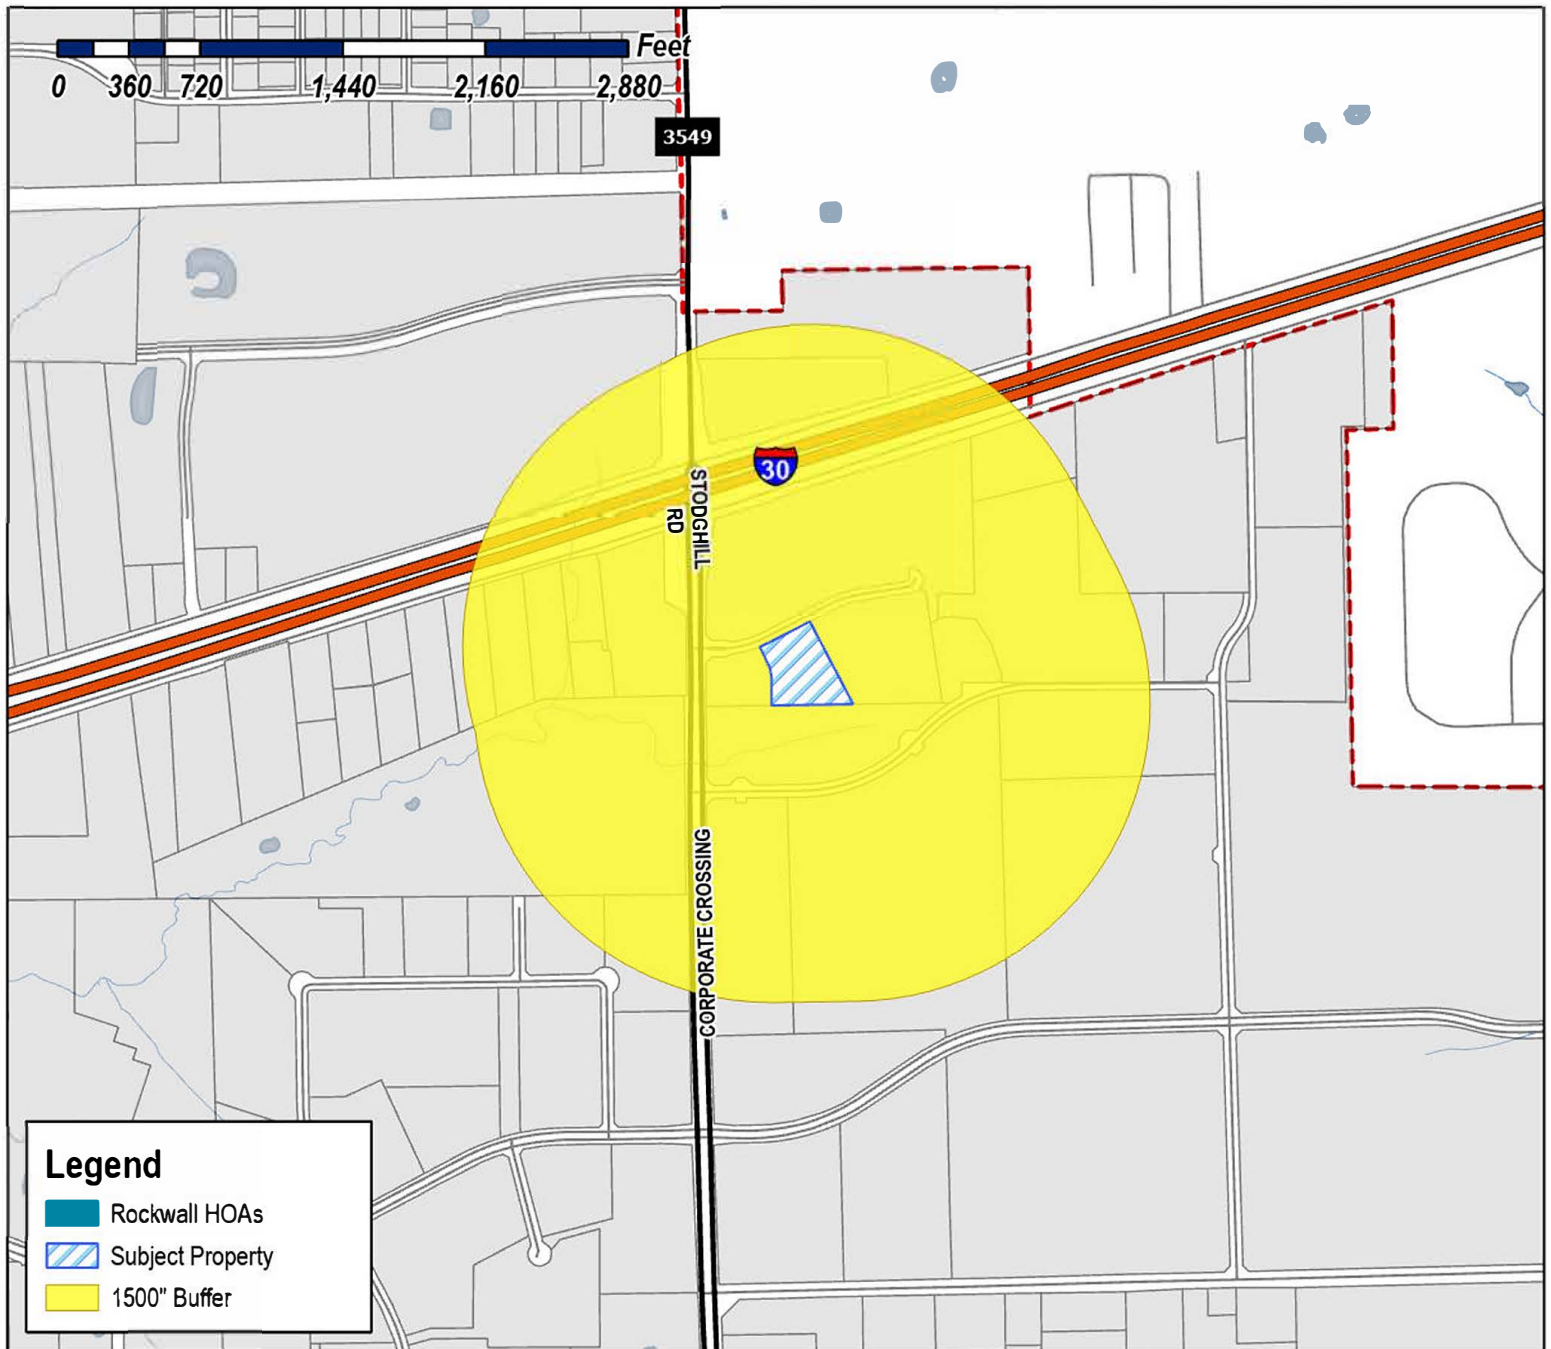 Feet
0 360 720 1,440 2,160 2,880
3549
30
STODGHILL
RD
CORPORATE CROSSING
Legend
Rockwall HOAs
Subject Property
1500" Buffer